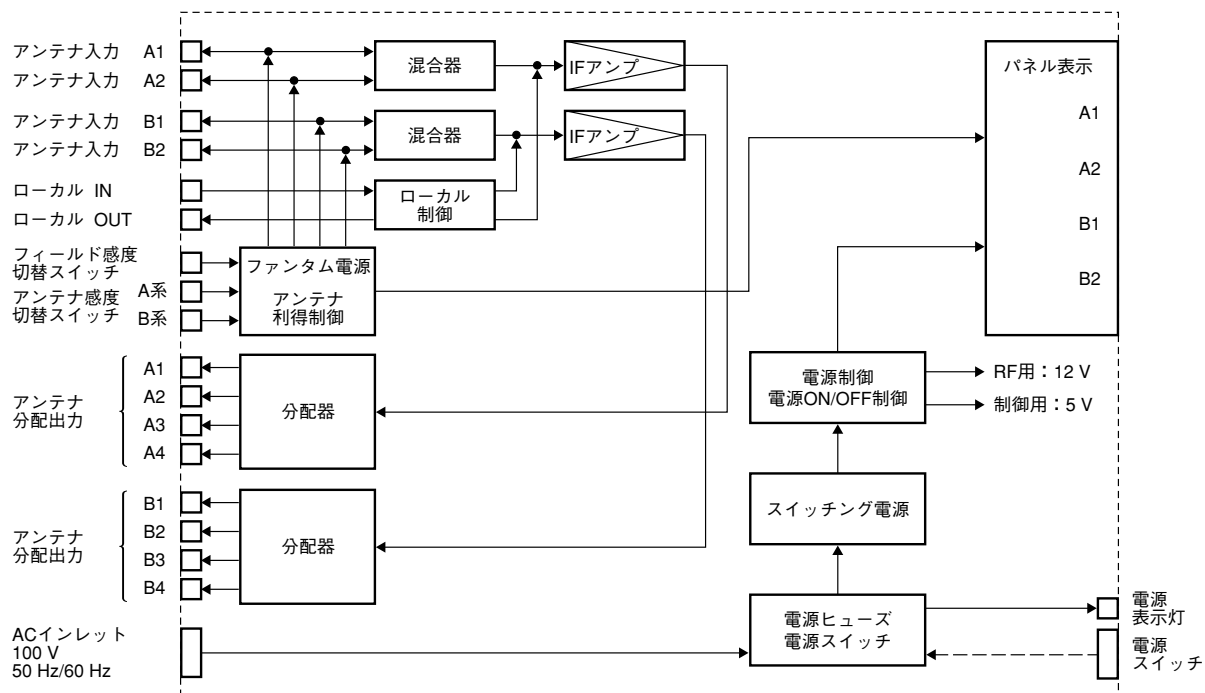 アンテナ入力 A1
アンテナ入力 A2
アンテナ入力 B1
アンテナ入力 B2
ローカル IN
ローカル OUT
フィールド感度
切替スイッチ
アンテナ感度
切替スイッチ
A系
B系
混合器
混合器
ローカル
制御
IFアンプ
IFアンプ
ファンタム電源
アンテナ
利得制御
パネル表示
A1
A2
B1
B2
アンテナ
分配出力
A1
A2
A3
A4
分配器
アンテナ
分配出力
B1
B2
B3
B4
分配器
電源制御
電源ON/OFF制御
RF用：12 V
制御用：5 V
スイッチング電源
電源ヒューズ
電源スイッチ
電源
表示灯
電源
スイッチ
ACインレット
100 V
50 Hz/60 Hz